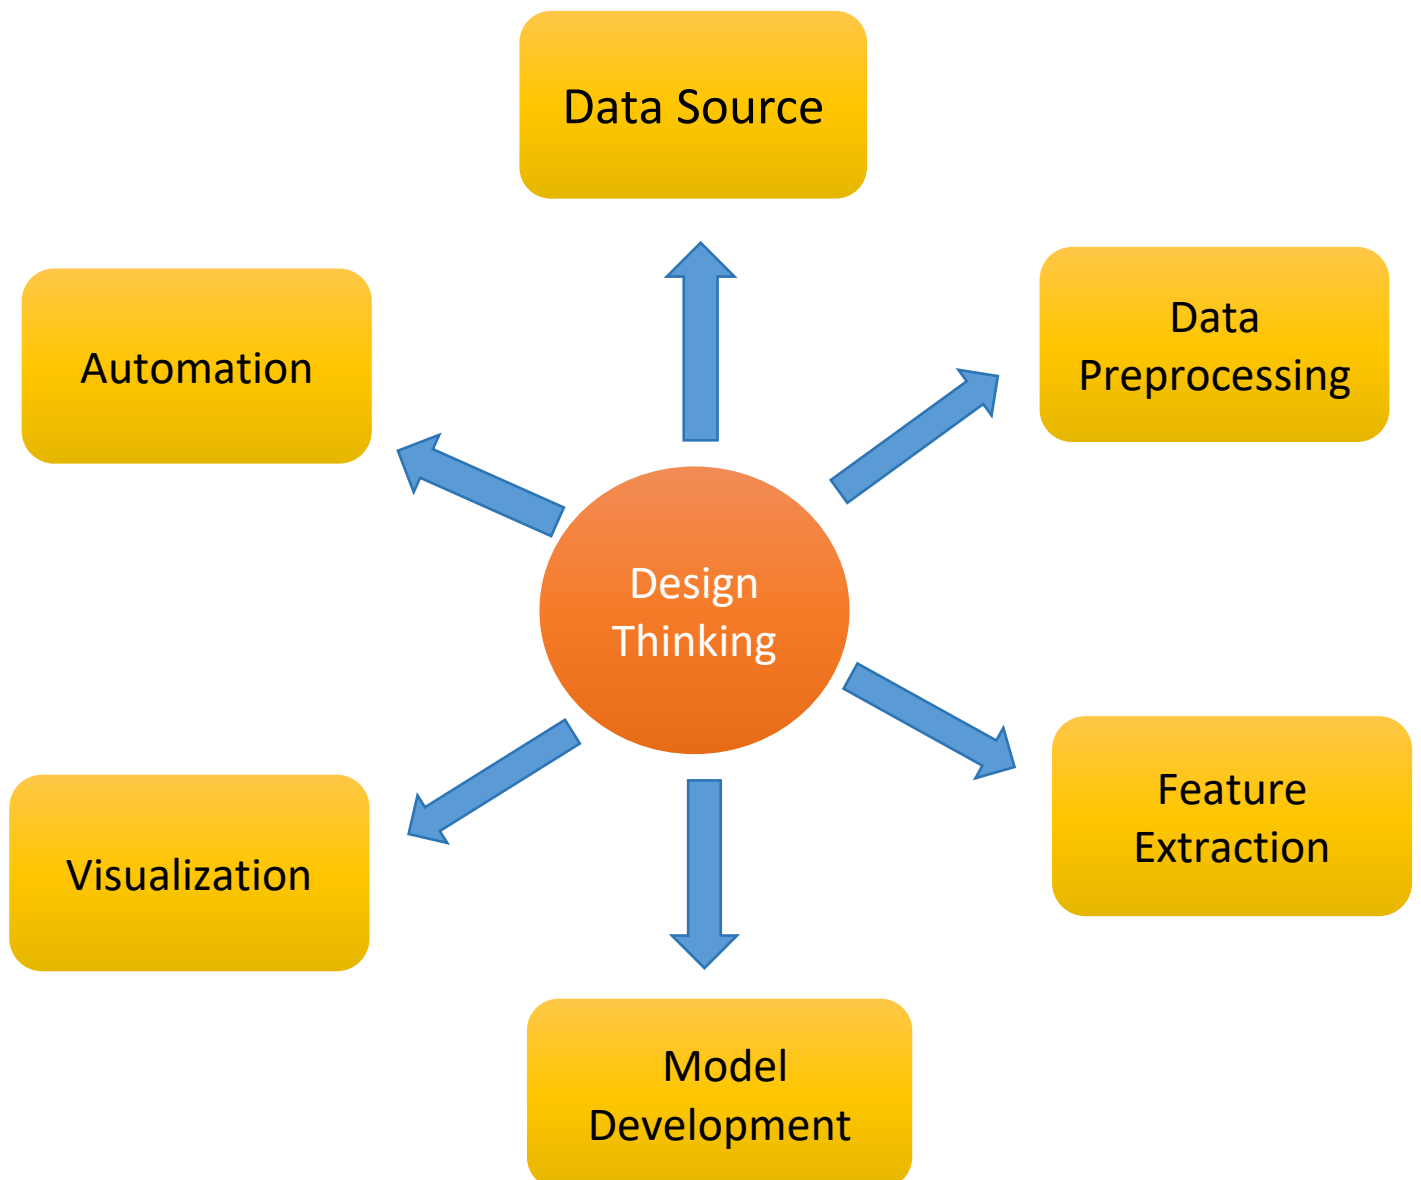 Data Source
Data
Preprocessing
Automation
Design
Thinking
Feature
Extraction
Visualization
Model
Development